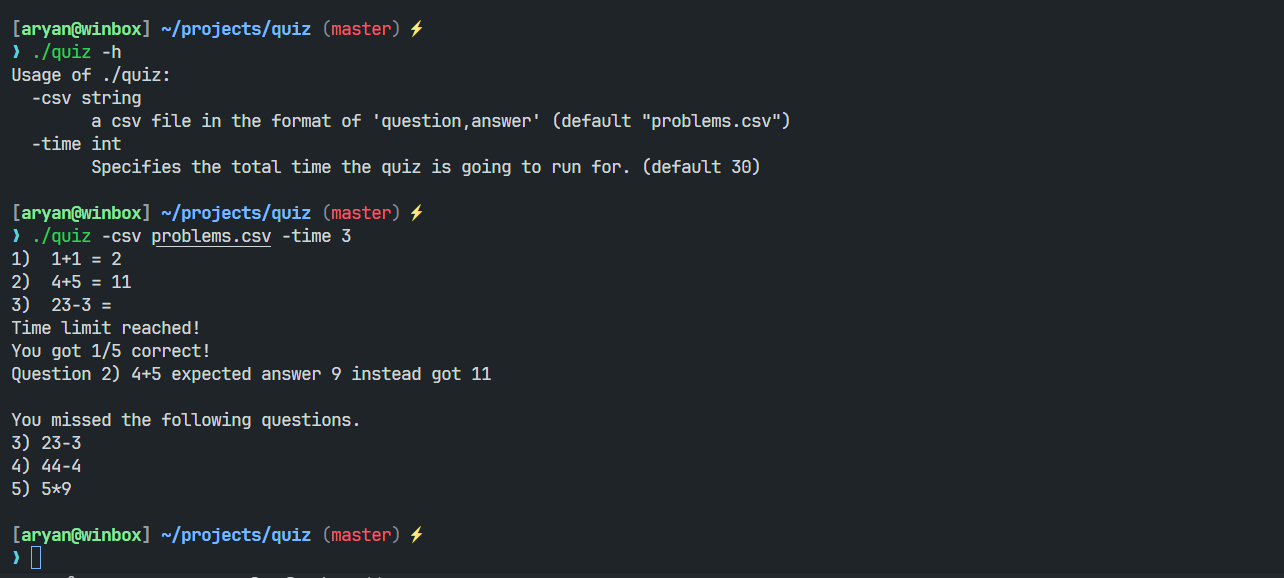 [aryan@winbox] ~/projects/quiz (master) ⚡
❯ ./quiz -h
Usage of ./quiz:
  -csv string
        a csv file in the format of 'question,answer' (default "problems.csv")
  -time int
        Specifies the total time the quiz is going to run for. (default 30)

[aryan@winbox] ~/projects/quiz (master) ⚡
❯ ./quiz -csv problems.csv -time 3
1)  1+1 = 2
2)  4+5 = 11
3)  23-3 =
Time limit reached!
You got 1/5 correct!
Question 2) 4+5 expected answer 9 instead got 11

You missed the following questions.
3) 23-3
4) 44-4
5) 5*9

[aryan@winbox] ~/projects/quiz (master) ⚡
❯